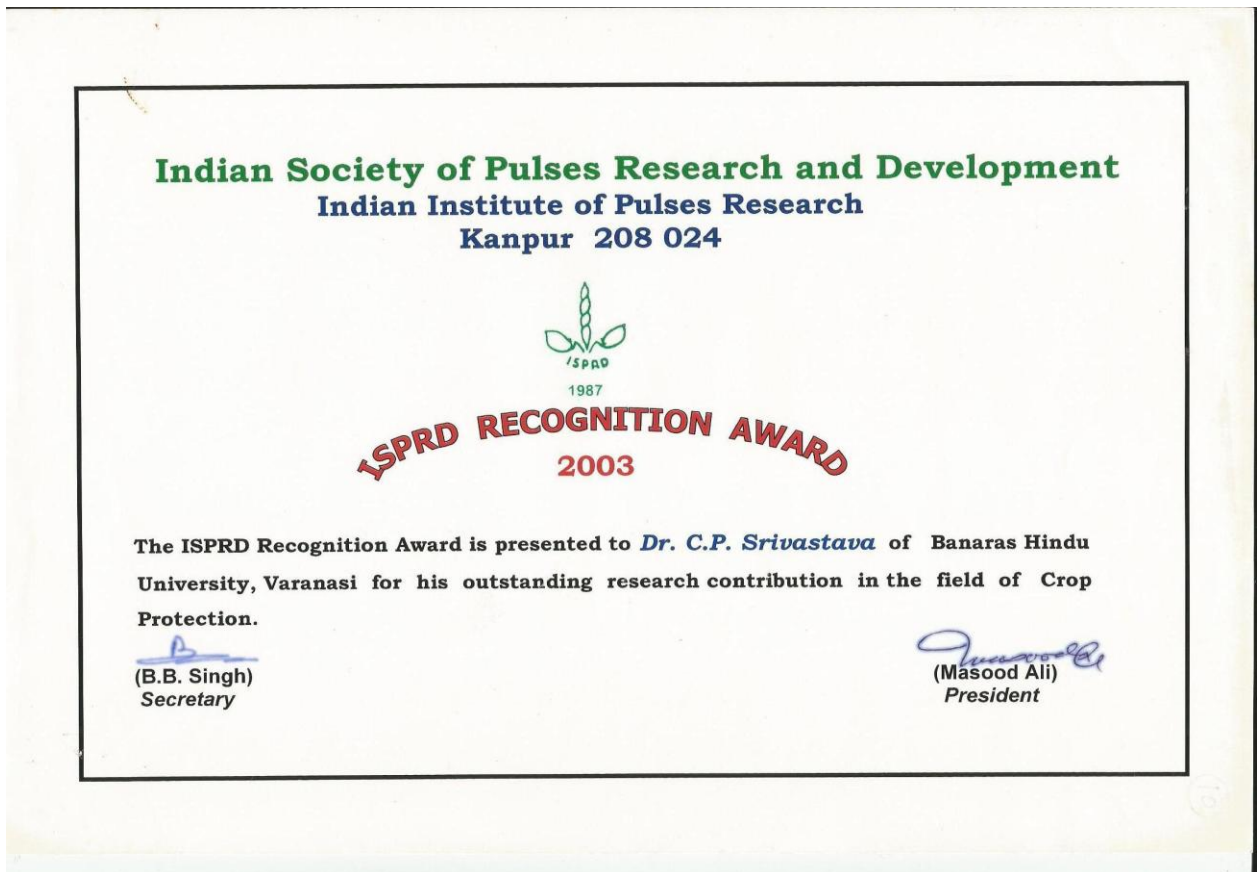 Indian Society of Pulses Research and Development
Indian Institute of Pulses Research
Kanpur 208 024
ISPRD
1987
ISPRD RECOGNITION AWARD
2003
The ISPRD Recognition Award is presented to Dr. C.P. Srivastava of Banaras Hindu
University, Varanasi for his outstanding research contribution in the field of Crop
Protection.
(B.B. Singh)
Secretary
(Masood Ali)
President